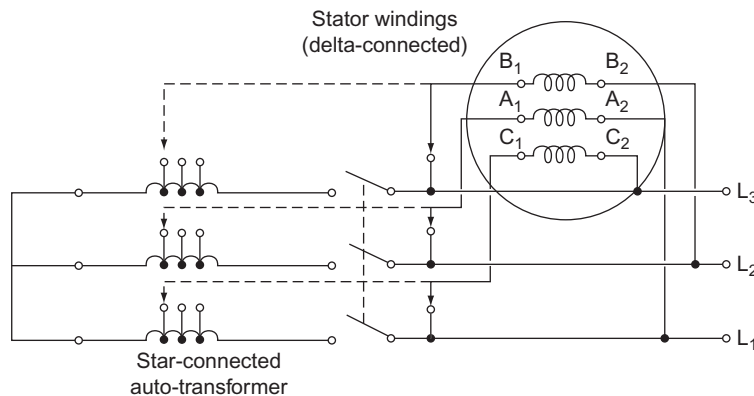 Stator windings
(delta-connected)
B₁ B₂
A₁ A₂
C₁ C₂
L₃
L₂
L₁
Star-connected
auto-transformer